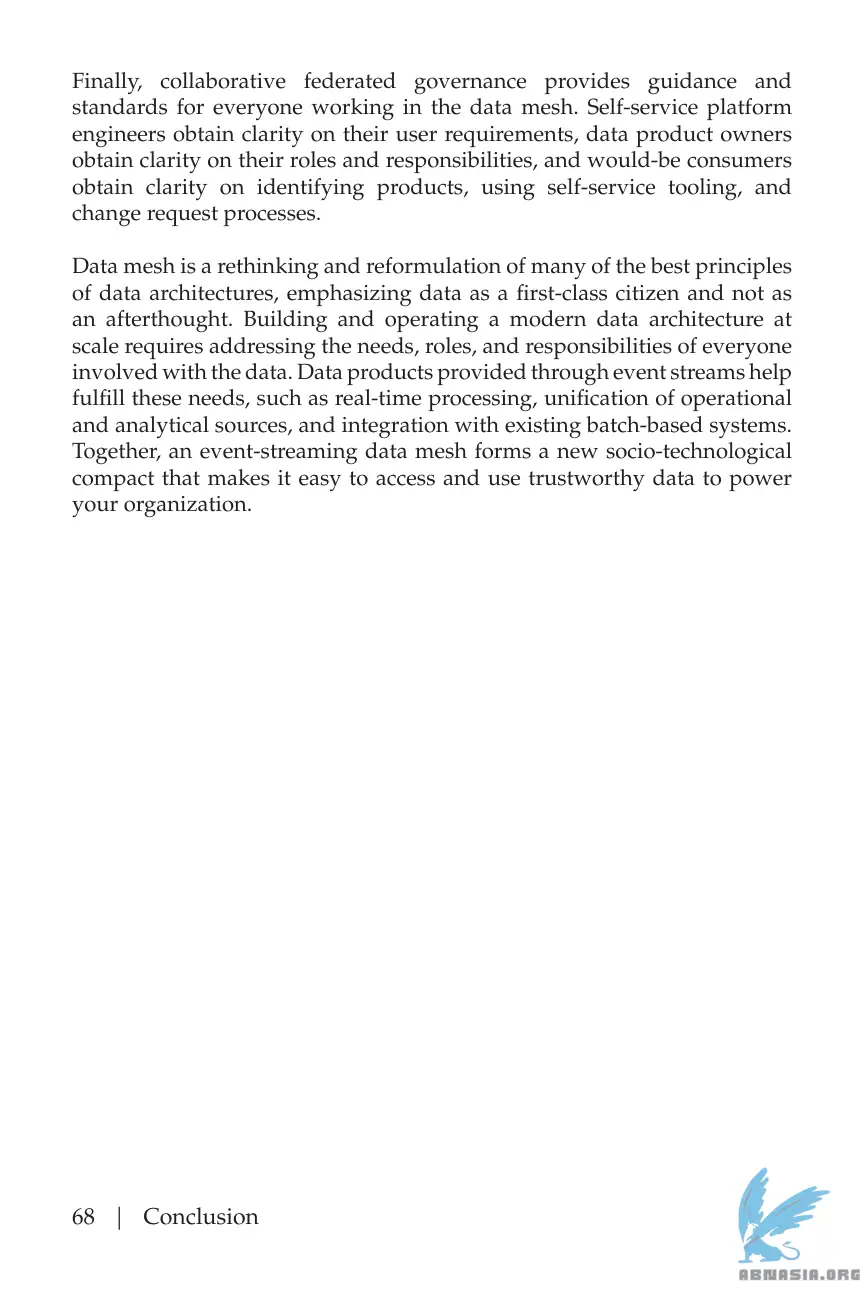 Finally, collaborative federated governance provides guidance and
standards for everyone working in the data mesh. Self-service platform
engineers obtain clarity on their user requirements, data product owners
obtain clarity on their roles and responsibilities, and would-be consumers
obtain clarity on identifying products, using self-service tooling, and
change request processes.
Data mesh is a rethinking and reformulation of many of the best principles
of data architectures, emphasizing data as a first-class citizen and not as
an afterthought. Building and operating a modern data architecture at
scale requires addressing the needs, roles, and responsibilities of everyone
involved with the data. Data products provided through event streams help
fulfill these needs, such as real-time processing, unification of operational
and analytical sources, and integration with existing batch-based systems.
Together, an event-streaming data mesh forms a new socio-technological
compact that makes it easy to access and use trustworthy data to power
your organization.
68 | Conclusion
ABNASIA.ORG